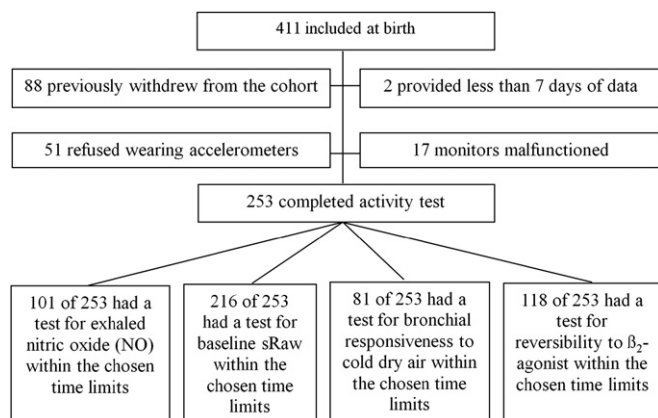 411 included at birth
88 previously withdrew from the cohort
2 provided less than 7 days of data
51 refused wearing accelerometers
17 monitors malfunctioned
253 completed activity test
101 of 253 had a
test for exhaled
nitric oxide (NO)
within the chosen
time limits
216 of 253
had a test for
baseline sRaw
within the
chosen time
limits
81 of 253 had a
test for bronchial
responsiveness to
cold dry air within
the chosen time
limits
118 of 253 had a
test for
reversibility to ß₂-
agonist within the
chosen time limits